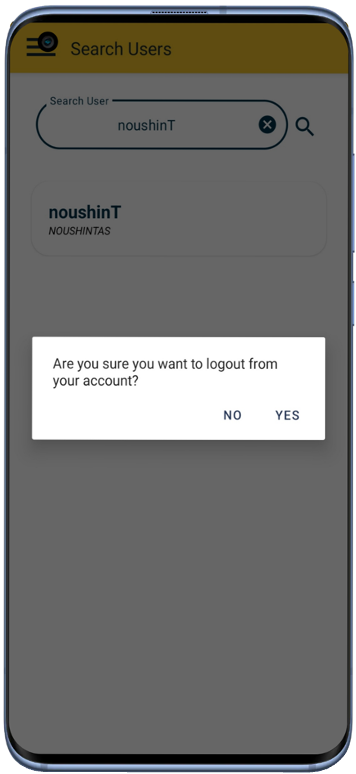 Search Users
Search User
noushinT
noushinT
NOUSHINTAS
Are you sure you want to logout from
your account?
NO YES